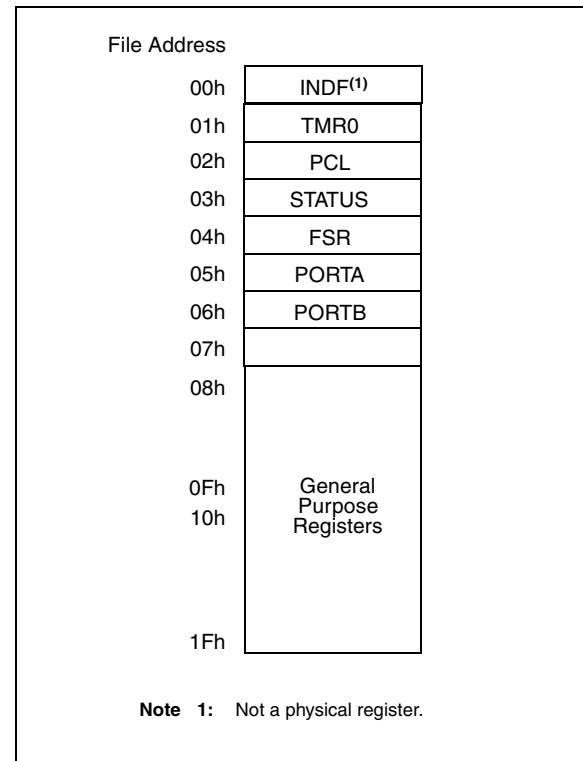 File Address
00h INDF(1)
01h TMR0
02h PCL
03h STATUS
04h FSR
05h PORTA
06h PORTB
07h
08h
0Fh General
Purpose
10h Registers
1Fh
Note 1: Not a physical register.